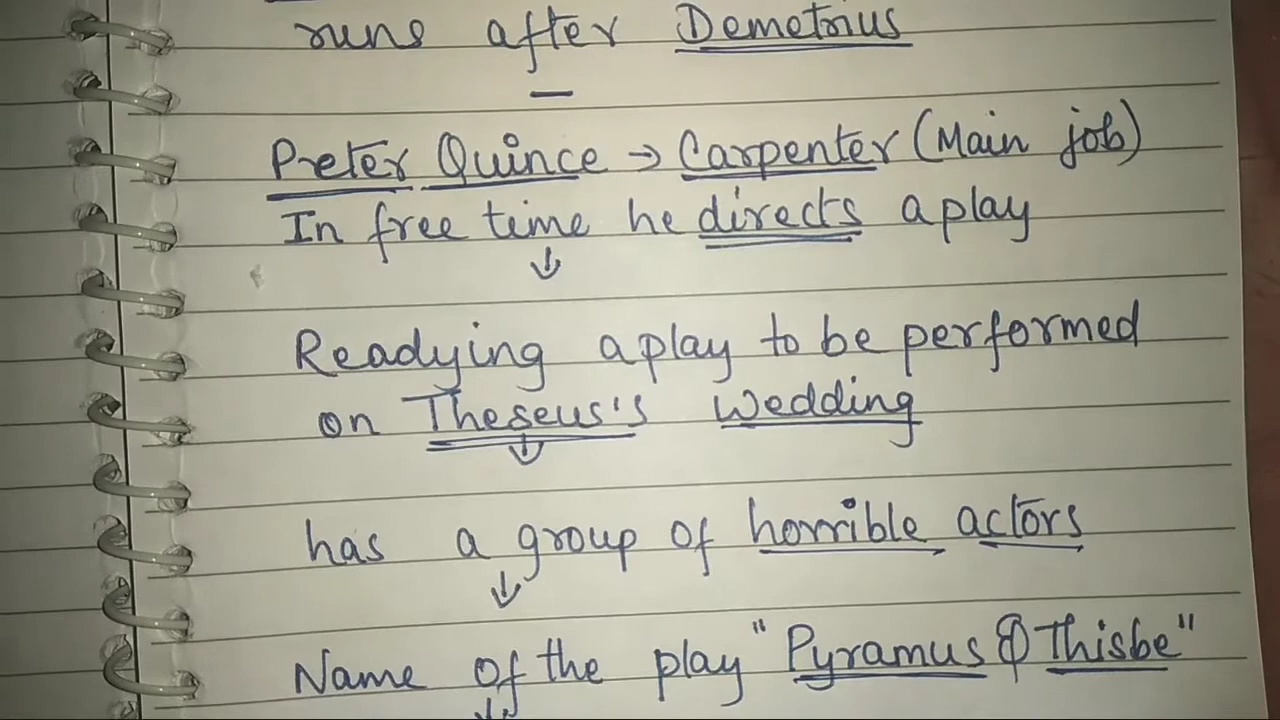 runs after Demetrius
Preter Quince → Carpenter (Main job)
In free time he directs a play
↓
Readying a play to be performed
on Theseus's Wedding
↓
has a group of horrible actors
↓
Name of the play "Pyramus & Thisbe"
↓